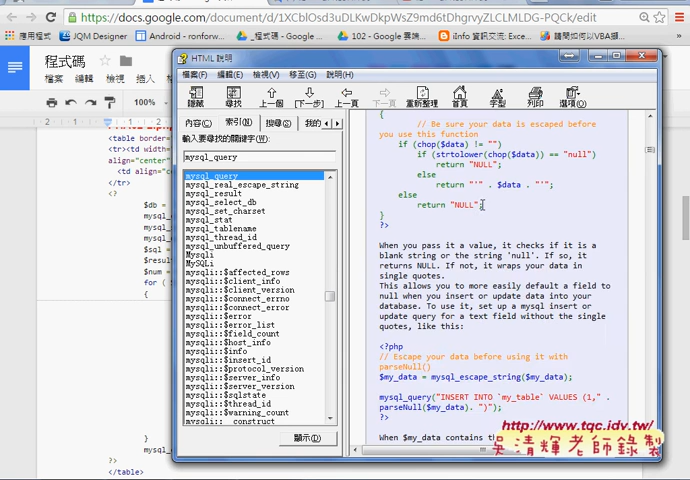 https://docs.google.com/document/d/1XCblOsd3uDLKwDkpWsZ9md6tDhgrvyZLCLMLDG-PQCk/edit
應用程式 JQM Designer Android - ronforwar... _程式碼 - Google ... 102 - Google 雲端... iInfo 資訊交流: Exce... 請問如何以VBA擷...
程式碼
檔案 編輯 檢視 插入
100%
<table border=
<tr><td width=
align="center"
<td align="cen
</tr>
<?
$db =
mysql_
mysql_
mysql_
$sql =
$result
$num =
for (
{
}
mysql_
?>
</table>
HTML 說明
檔案(F) 編輯(E) 檢視(V) 移至(G) 說明(H)
隱藏 尋找 上一個 [下一步] 上一頁 下一頁 重新整理 首頁 字型 列印 選項(O)
內容(C) 索引(N) 搜尋(S) 我的
輸入要尋找的關鍵字(W):
mysql_query
mysql_query
mysql_real_escape_string
mysql_result
mysql_select_db
mysql_set_charset
mysql_stat
mysql_tablename
mysql_thread_id
mysql_unbuffered_query
Mysqli
MySQLi
mysqli::$affected_rows
mysqli::$client_info
mysqli::$client_version
mysqli::$connect_errno
mysqli::$connect_error
mysqli::$errno
mysqli::$error
mysqli::$error_list
mysqli::$field_count
mysqli::$host_info
mysqli::$info
mysqli::$insert_id
mysqli::$protocol_version
mysqli::$server_info
mysqli::$server_version
mysqli::$sqlstate
mysqli::$thread_id
mysqli::$warning_count
mysqli::__construct
顯示(D)
{
// Be sure your data is escaped before
you use this function
if (chop($data) != "")
if (strtolower(chop($data)) == "null")
return "NULL";
else
return "'" . $data . "'";
else
return "NULL";
}
?>
When you pass it a value, it checks if it is a
blank string or the string 'null'. If so, it
returns NULL. If not, it wraps your data in
single quotes.
This allows you to more easily default a field to
null when you insert or update data into your
database. To use it, set up a mysql insert or
update query for a text field without the single
quotes, like this:
<?php
// Escape your data before using it with
parseNull()
$my_data = mysql_escape_string($my_data);
mysql_query("INSERT INTO `my_table` VALUES (1," .
parseNull($my_data). ")");
?>
When $my_data contains th
http://www.tqc.idv.tw/
吳清輝老師錄製